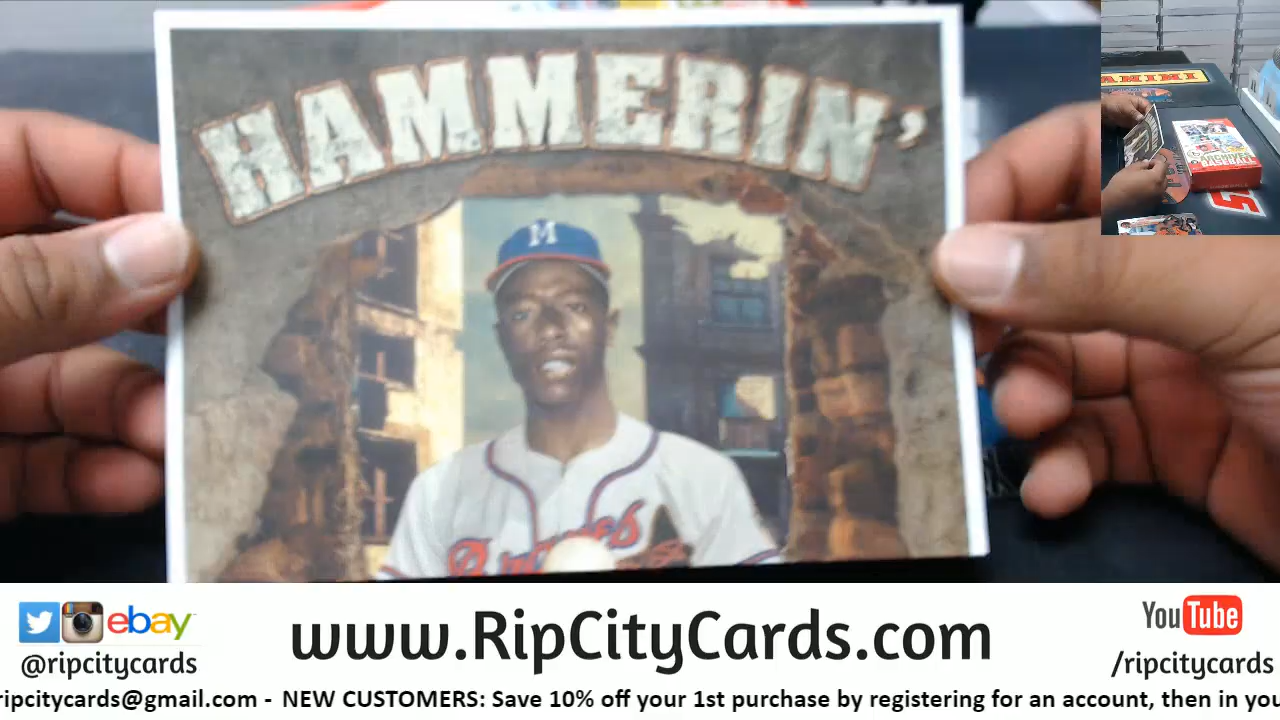 HAMMERIN'
M
Braves
ebay
@ripcitycards
www.RipCityCards.com
YouTube
/ripcitycards
ripcitycards@gmail.com - NEW CUSTOMERS: Save 10% off your 1st purchase by registering for an account, then in you